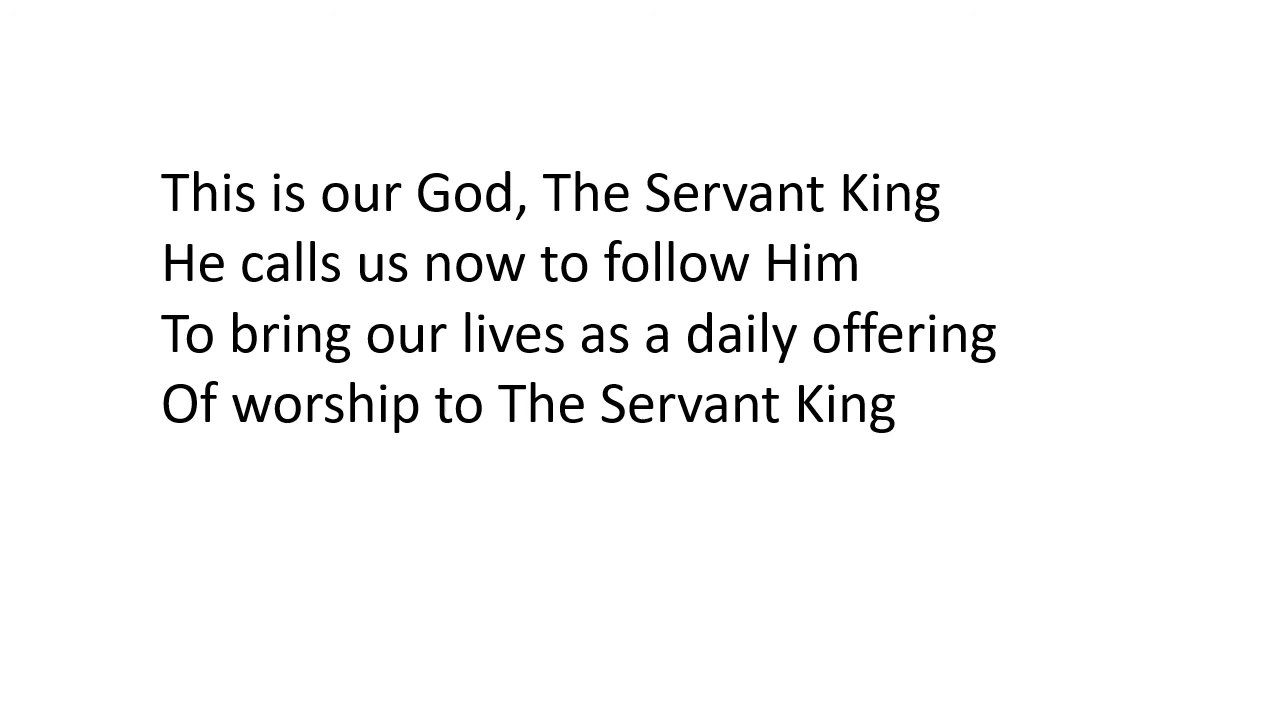 This is our God, The Servant King
He calls us now to follow Him
To bring our lives as a daily offering
Of worship to The Servant King